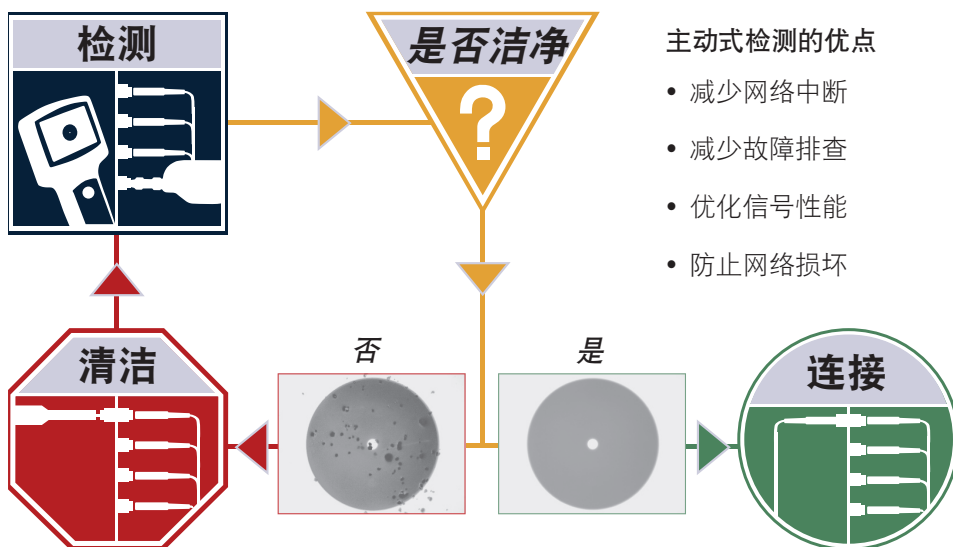 检测
是否洁净
?
主动式检测的优点
• 减少网络中断
• 减少故障排查
• 优化信号性能
• 防止网络损坏
否
是
清洁
连接